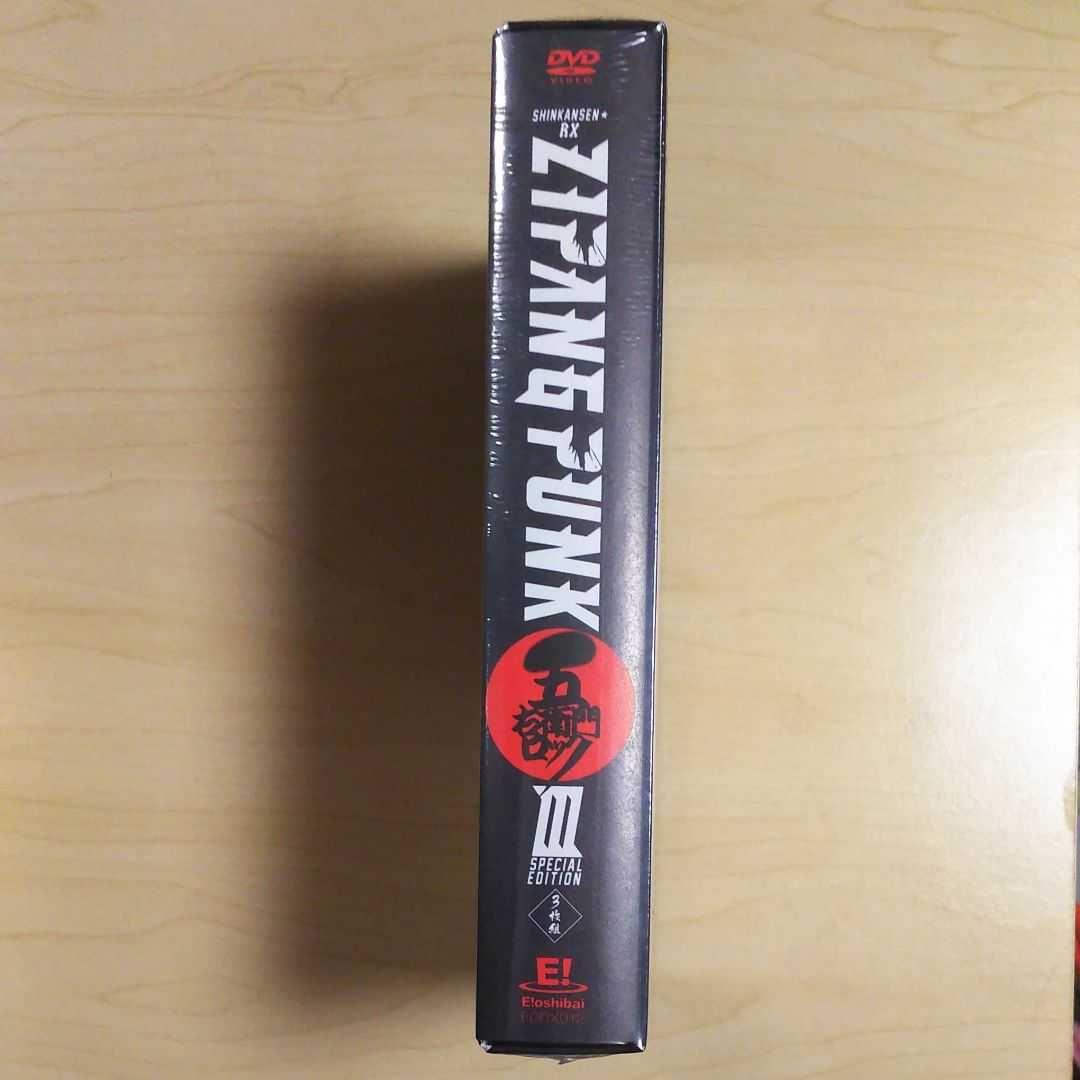 DVD
VIDEO
SHINKANSEN★
RX
ZIPANG PUNK
五
右衛門
ロック
III
SPECIAL
EDITION
3
枚
組
E!
E!oshibai